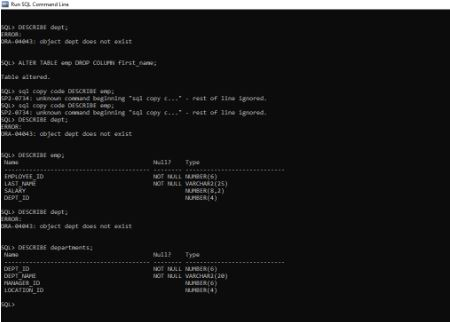 Run SQL Command Line
SQL> DESCRIBE dept;
ERROR:
ORA-04043: object dept does not exist
SQL> ALTER TABLE emp DROP COLUMN first_name;
Table altered.
SQL> sql copy code DESCRIBE emp;
SP2-0734: unknown command beginning "sql copy c..." - rest of line ignored.
SQL> sql copy code DESCRIBE emp;
SP2-0734: unknown command beginning "sql copy c..." - rest of line ignored.
SQL> DESCRIBE dept;
ERROR:
ORA-04043: object dept does not exist
SQL> DESCRIBE emp;
Name Null? Type
----------------------------------------- -------- ----------------------------
EMPLOYEE_ID NOT NULL NUMBER(6)
LAST_NAME NOT NULL VARCHAR2(25)
SALARY NUMBER(8,2)
DEPT_ID NUMBER(4)
SQL> DESCRIBE dept;
ERROR:
ORA-04043: object dept does not exist
SQL> DESCRIBE departments;
Name Null? Type
----------------------------------------- -------- ----------------------------
DEPT_ID NOT NULL NUMBER(6)
DEPT_NAME NOT NULL VARCHAR2(20)
MANAGER_ID NUMBER(6)
LOCATION_ID NUMBER(4)
SQL>